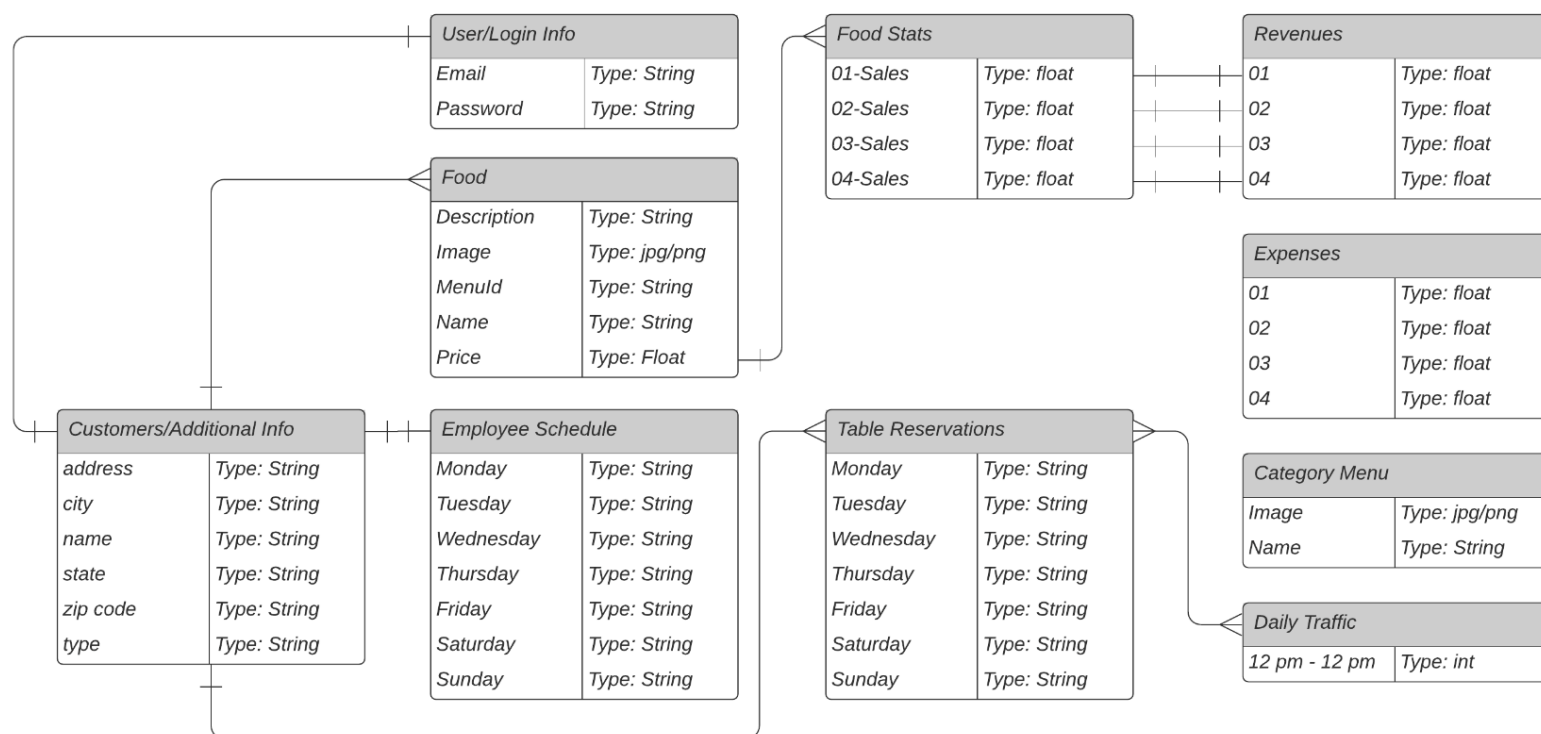 User/Login Info
Email Type: String
Password Type: String
Food
Description Type: String
Image Type: jpg/png
MenuId Type: String
Name Type: String
Price Type: Float
Food Stats
01-Sales Type: float
02-Sales Type: float
03-Sales Type: float
04-Sales Type: float
Revenues
01 Type: float
02 Type: float
03 Type: float
04 Type: float
Expenses
01 Type: float
02 Type: float
03 Type: float
04 Type: float
Customers/Additional Info
address Type: String
city Type: String
name Type: String
state Type: String
zip code Type: String
type Type: String
Employee Schedule
Monday Type: String
Tuesday Type: String
Wednesday Type: String
Thursday Type: String
Friday Type: String
Saturday Type: String
Sunday Type: String
Table Reservations
Monday Type: String
Tuesday Type: String
Wednesday Type: String
Thursday Type: String
Friday Type: String
Saturday Type: String
Sunday Type: String
Category Menu
Image Type: jpg/png
Name Type: String
Daily Traffic
12 pm - 12 pm Type: int